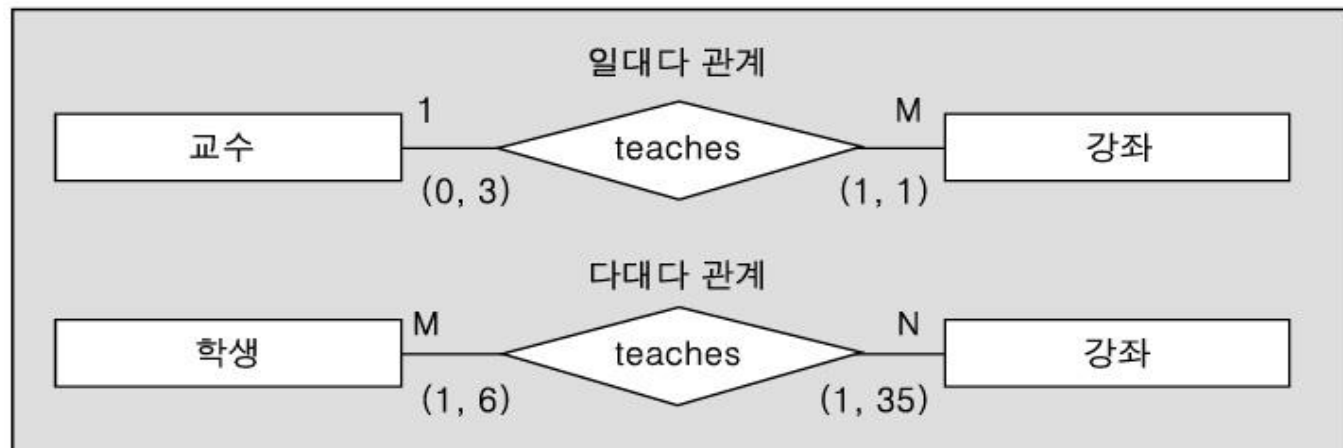 일대다 관계
1 M
교수 teaches 강좌
(0, 3) (1, 1)
다대다 관계
M N
학생 teaches 강좌
(1, 6) (1, 35)